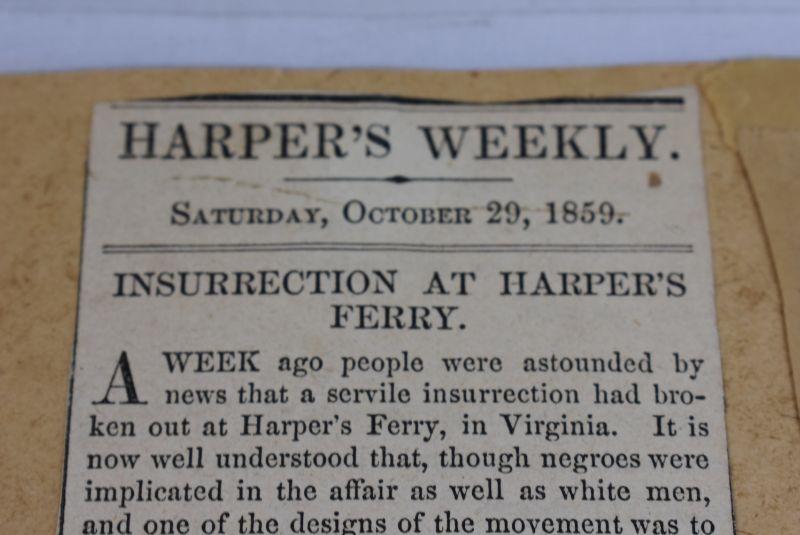 HARPER'S WEEKLY.
SATURDAY, OCTOBER 29, 1859.
INSURRECTION AT HARPER'S
FERRY.
A WEEK ago people were astounded by
news that a servile insurrection had bro-
ken out at Harper's Ferry, in Virginia. It is
now well understood that, though negroes were
implicated in the affair as well as white men,
and one of the designs of the movement was to